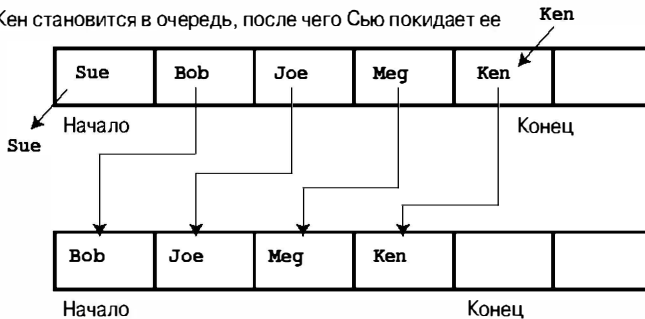 Кен становится в очередь, после чего Сью покидает ее
Ken
Sue Bob Joe Meg Ken
Начало Конец
Sue
Bob Joe Meg Ken
Начало Конец